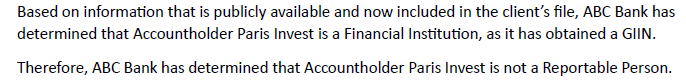 Based on information that is publicly available and now included in the client’s file, ABC Bank has
determined that Accountholder Paris Invest is a Financial Institution, as it has obtained a GIIN.
Therefore, ABC Bank has determined that Accountholder Paris Invest is not a Reportable Person.